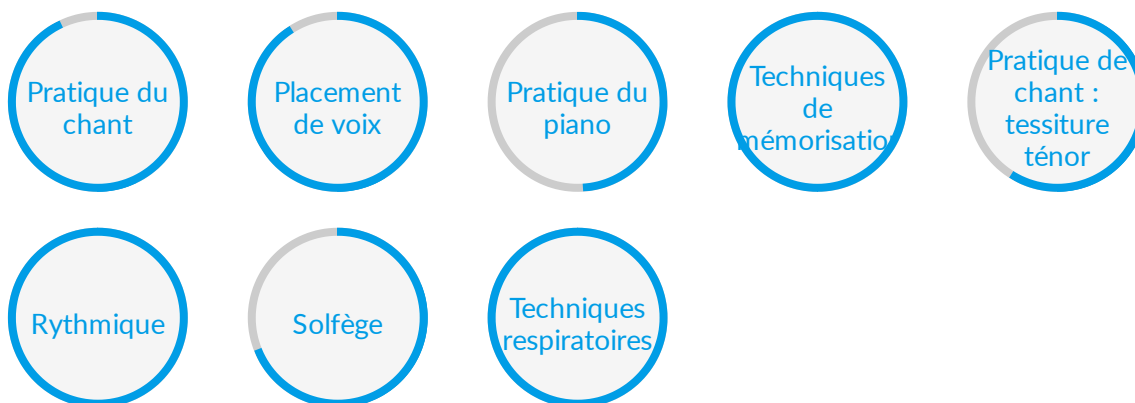 Pratique du
chant
Placement
de voix
Pratique du
piano
Techniques
de
mémorisation
Pratique de
chant :
tessiture
ténor
Rythmique
Solfège
Techniques
respiratoires